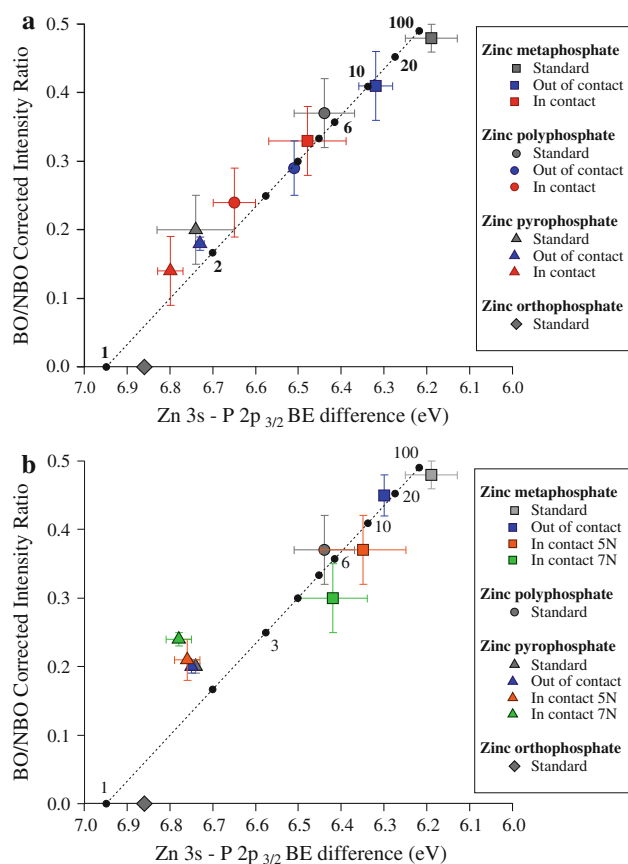 a
BO/NBO Corrected Intensity Ratio
0.5
0.4
0.3
0.2
0.1
0.0
100
20
10
6
2
1
7.0 6.9 6.8 6.7 6.6 6.5 6.4 6.3 6.2 6.1 6.0
Zn 3s - P 2p 3/2 BE difference (eV)
Zinc metaphosphate
Standard
Out of contact
In contact
Zinc polyphosphate
Standard
Out of contact
In contact
Zinc pyrophosphate
Standard
Out of contact
In contact
Zinc orthophosphate
Standard
b
BO/NBO Corrected Intensity Ratio
0.5
0.4
0.3
0.2
0.1
0.0
100
20
10
6
3
1
7.0 6.9 6.8 6.7 6.6 6.5 6.4 6.3 6.2 6.1 6.0
Zn 3s - P 2p 3/2 BE difference (eV)
Zinc metaphosphate
Standard
Out of contact
In contact 5N
In contact 7N
Zinc polyphosphate
Standard
Zinc pyrophosphate
Standard
Out of contact
In contact 5N
In contact 7N
Zinc orthophosphate
Standard